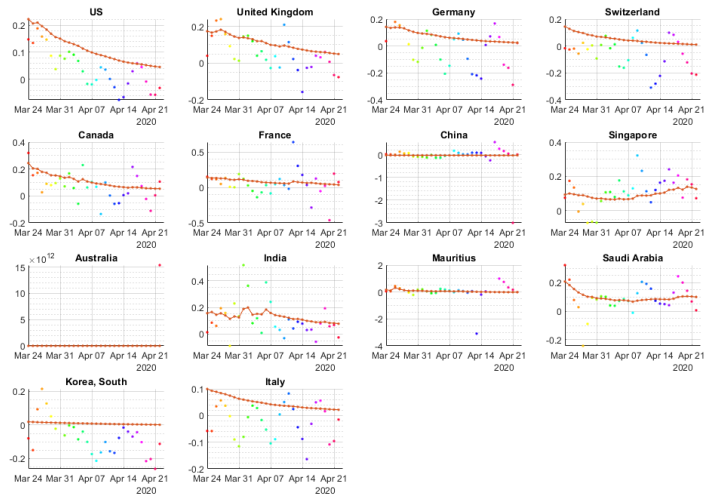 US
0.2
0.1
0
Mar 24 Mar 31 Apr 07 Apr 14 Apr 21
2020
United Kingdom
0.2
0
-0.2
Mar 24 Mar 31 Apr 07 Apr 14 Apr 21
2020
Germany
0.2
0
-0.2
-0.4
Mar 24 Mar 31 Apr 07 Apr 14 Apr 21
2020
Switzerland
0.2
0
-0.2
-0.4
Mar 24 Mar 31 Apr 07 Apr 14 Apr 21
2020
Canada
0.4
0.2
0
-0.2
Mar 24 Mar 31 Apr 07 Apr 14 Apr 21
2020
France
0.5
0
-0.5
Mar 24 Mar 31 Apr 07 Apr 14 Apr 21
2020
China
0
-1
-2
-3
Mar 24 Mar 31 Apr 07 Apr 14 Apr 21
2020
Singapore
0.4
0.2
0
Mar 24 Mar 31 Apr 07 Apr 14 Apr 21
2020
Australia
×10^12
15
10
5
0
Mar 24 Mar 31 Apr 07 Apr 14 Apr 21
2020
India
0.4
0.2
0
Mar 24 Mar 31 Apr 07 Apr 14 Apr 21
2020
Mauritius
2
0
-2
-4
Mar 24 Mar 31 Apr 07 Apr 14 Apr 21
2020
Saudi Arabia
0.2
0
-0.2
Mar 24 Mar 31 Apr 07 Apr 14 Apr 21
2020
Korea, South
0.2
0
-0.2
Mar 24 Mar 31 Apr 07 Apr 14 Apr 21
2020
Italy
0.1
0
-0.1
-0.2
Mar 24 Mar 31 Apr 07 Apr 14 Apr 21
2020